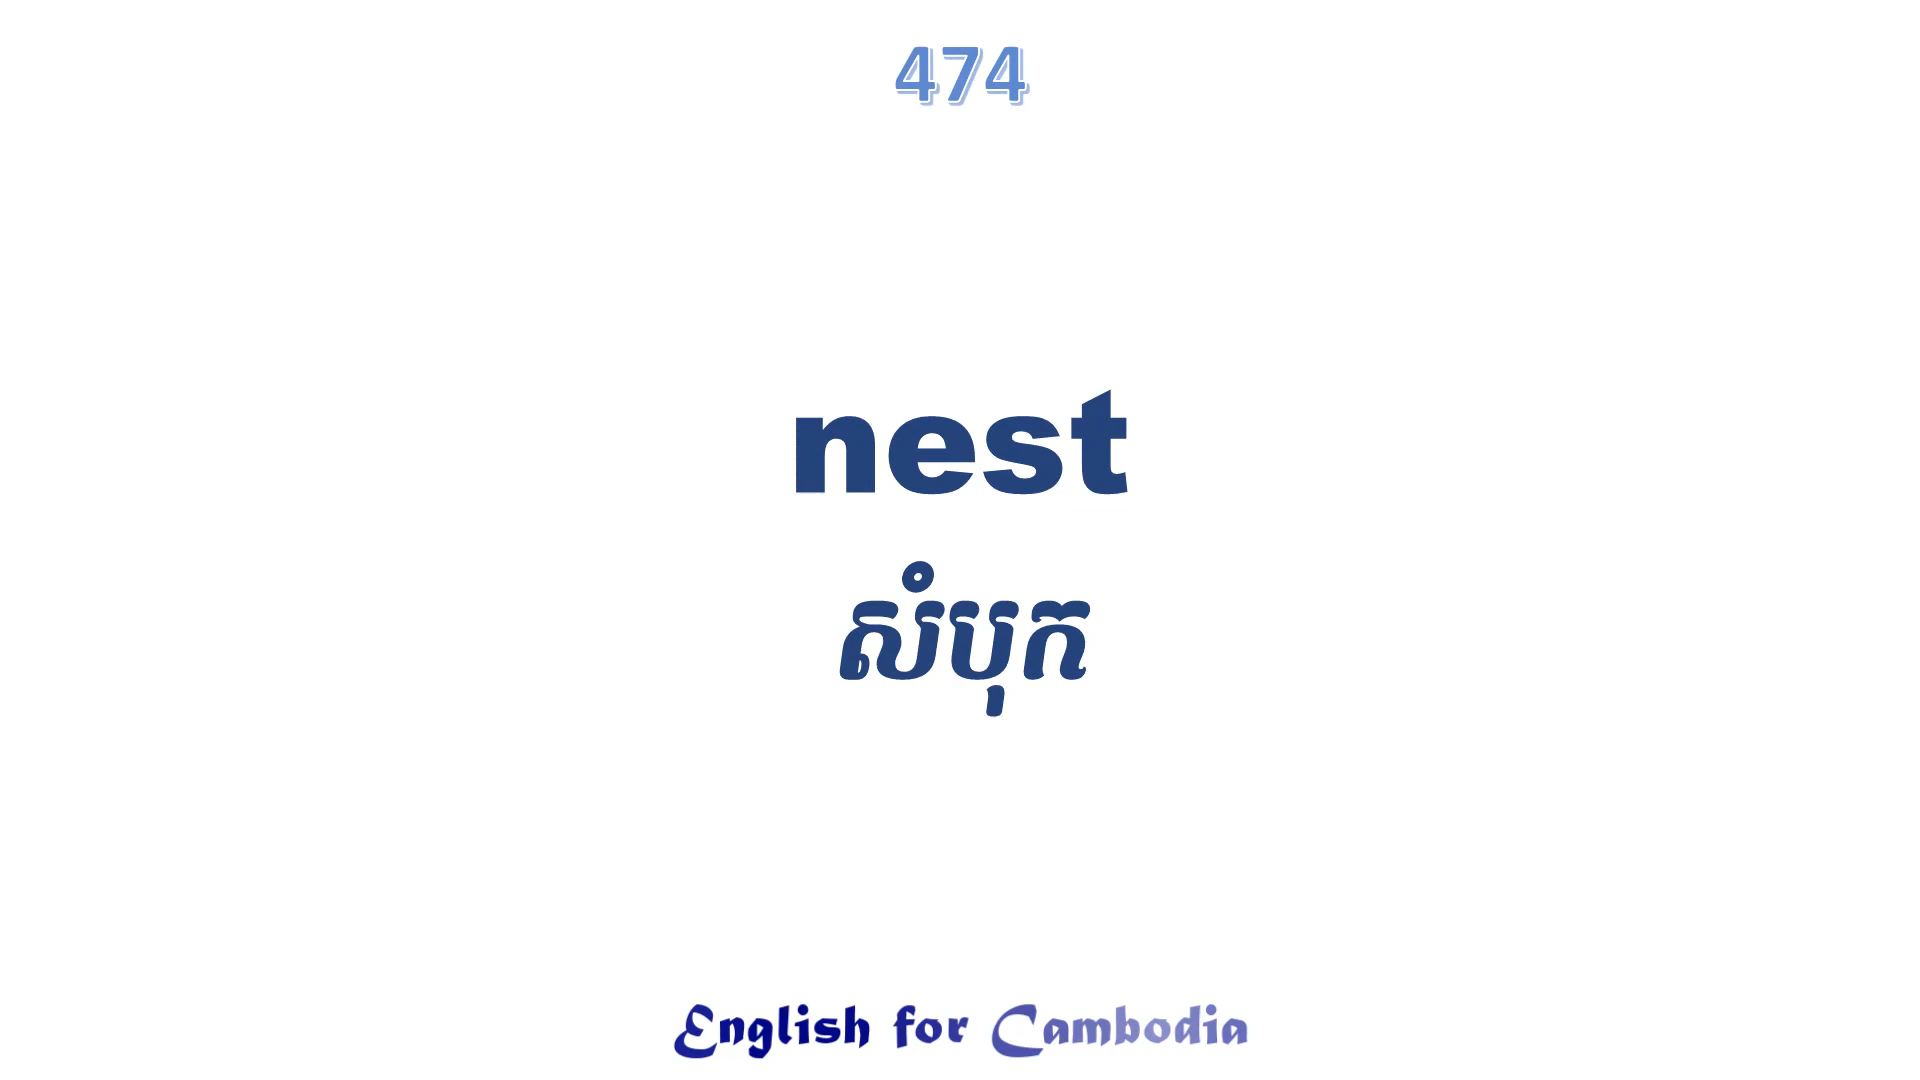 474
nest
សំបុក
English for Cambodia